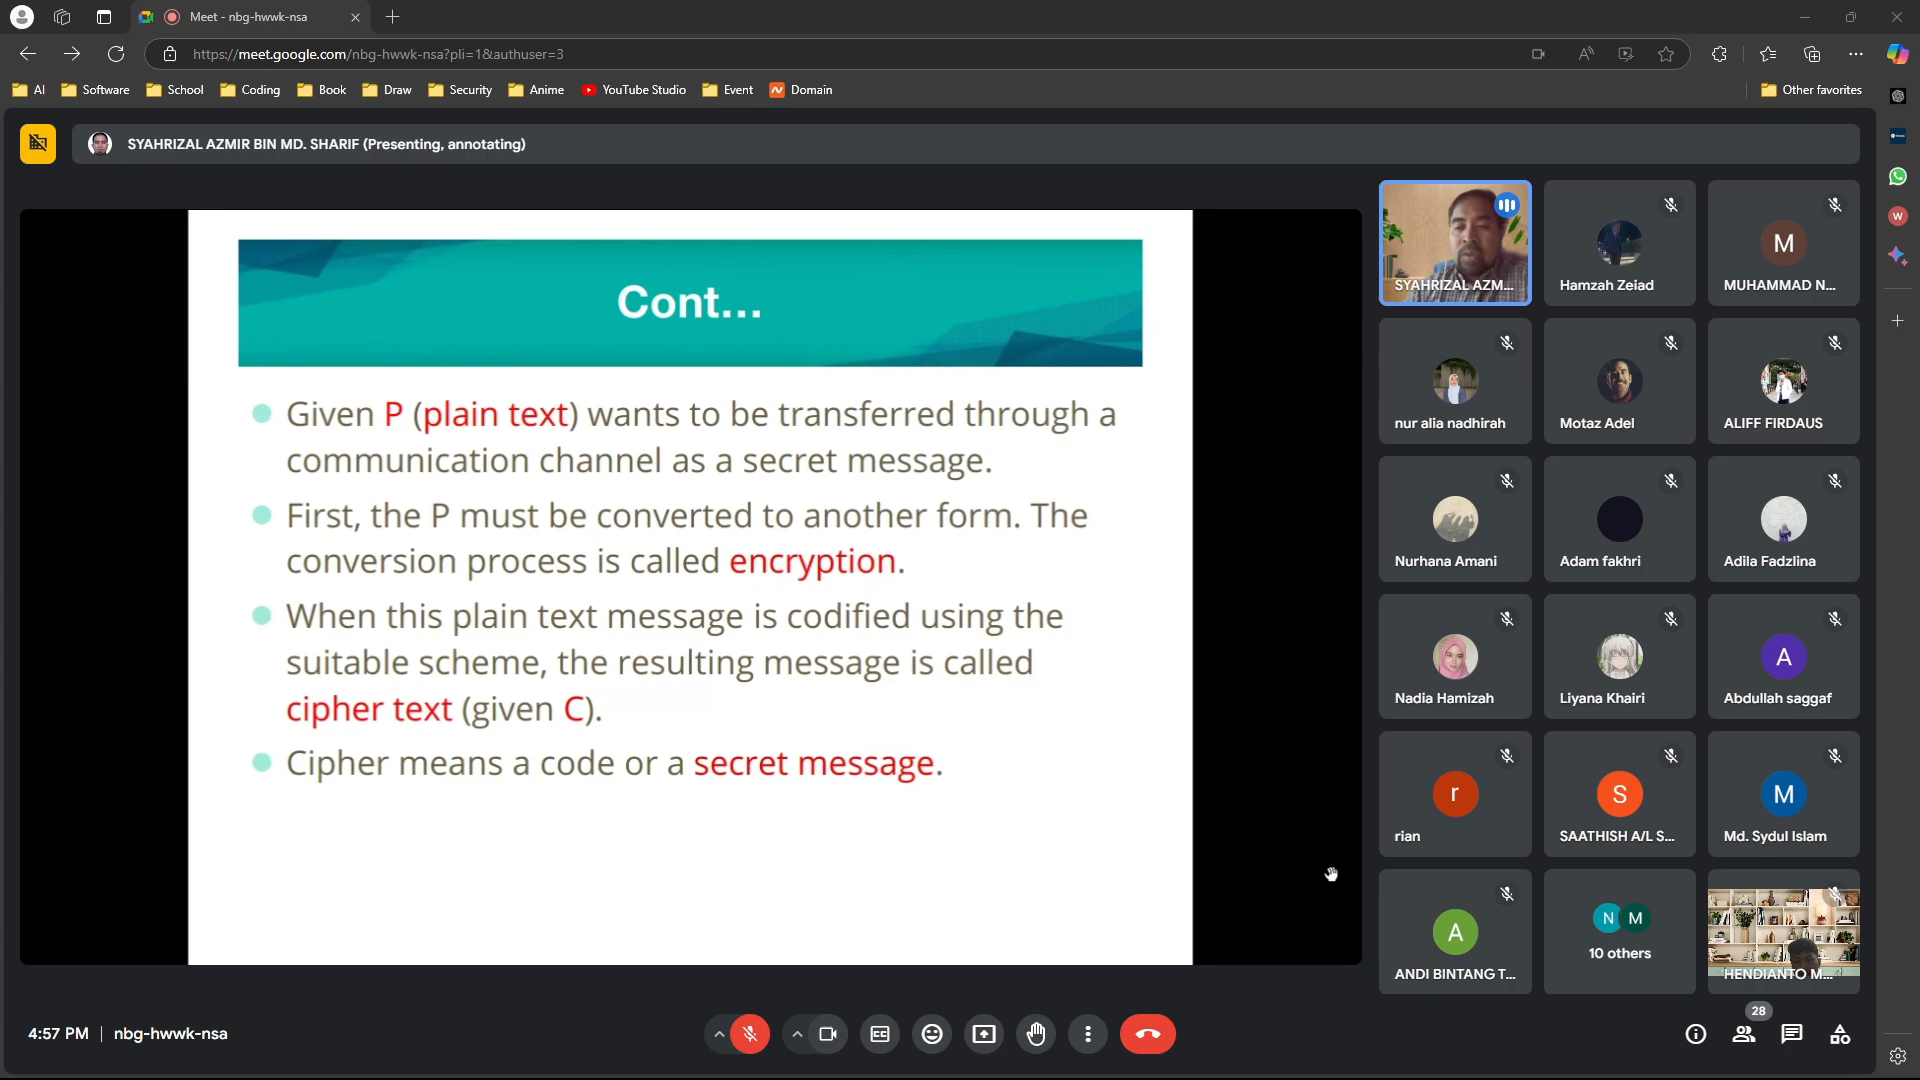 Meet - nbg-hwwk-nsa
https://meet.google.com/nbg-hwwk-nsa?pli=1&authuser=3
AI Software School Coding Book Draw Security Anime YouTube Studio Event Domain Other favorites
SYAHRIZAL AZMIR BIN MD. SHARIF (Presenting, annotating)
Cont...
Given P (plain text) wants to be transferred through a
communication channel as a secret message.
First, the P must be converted to another form. The
conversion process is called encryption.
When this plain text message is codified using the
suitable scheme, the resulting message is called
cipher text (given C).
Cipher means a code or a secret message.
SYAHRIZAL AZM...
Hamzah Zeiad
M
MUHAMMAD N...
nur alia nadhirah
Motaz Adel
ALIFF FIRDAUS
Nurhana Amani
Adam fakhri
Adila Fadzlina
Nadia Hamizah
Liyana Khairi
A
Abdullah saggaf
r
rian
S
SAATHISH A/L S...
M
Md. Sydul Islam
A
ANDI BINTANG T...
N M
10 others
HENDIANTO M...
4:57 PM | nbg-hwwk-nsa
28
W